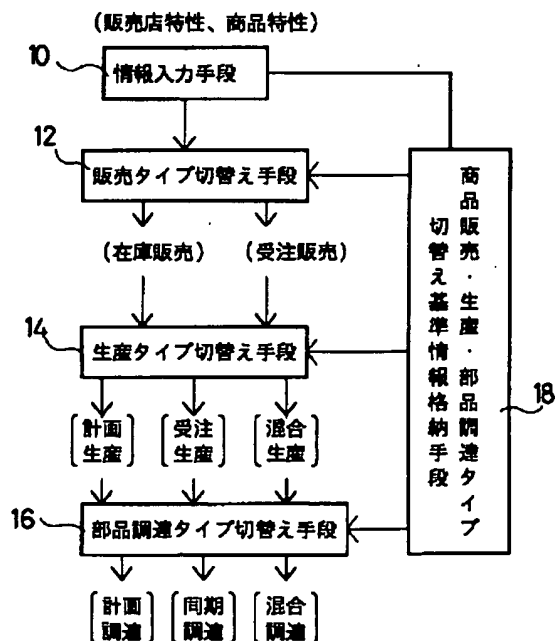 (販売店特性、商品特性)
10
情報入力手段
12
販売タイプ切替え手段
(在庫販売) (受注販売)
14
生産タイプ切替え手段
計画生産
受注生産
混合生産
16
部品調達タイプ切替え手段
計画調達
同期調達
混合調達
商品販売・生産・部品調達タイプ
切替え基準情報格納手段
18